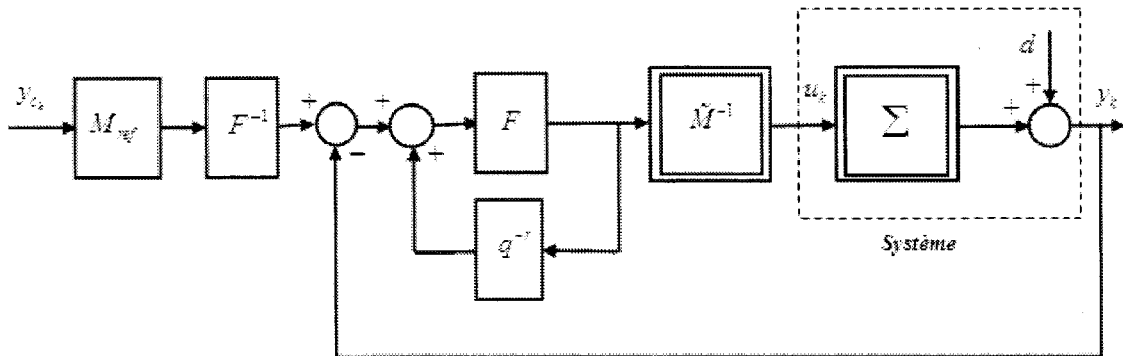 d
y_{c_k}
M_{ref}
F^{-1}
+
−
+
+
F
M̃^{-1}
u_k
Σ
+
+
y_k
q^{-r}
Système